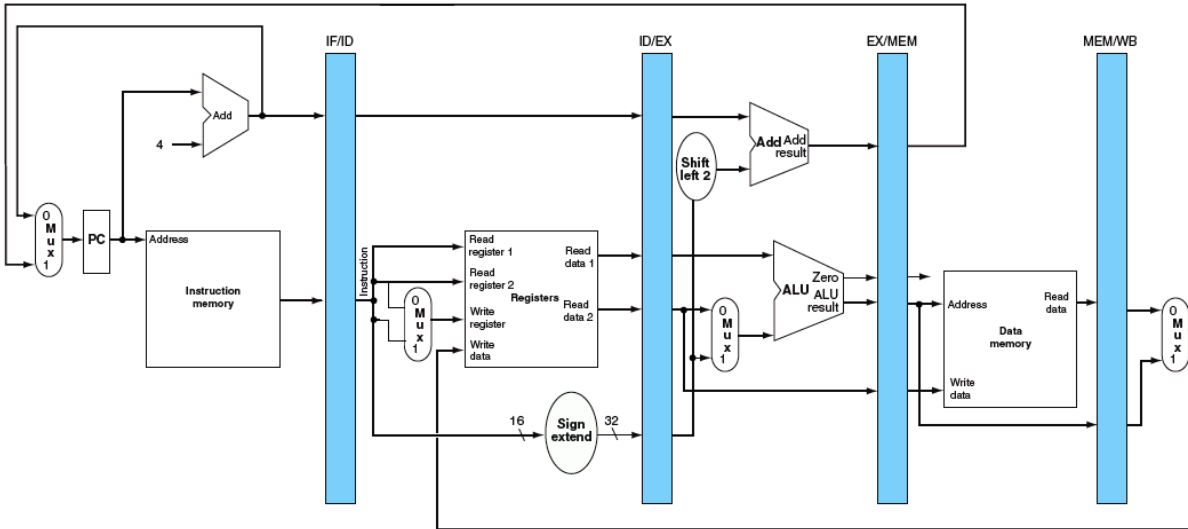 IF/ID
ID/EX
EX/MEM
MEM/WB
Add
4
Add Add
result
Shift
left 2
0
M
u
x
1
PC
Address
Instruction
memory
Instruction
Read
register 1
Read
register 2
Write
register
Write
data
Registers
Read
data 1
Read
data 2
0
M
u
x
1
16
Sign
extend
32
0
M
u
x
1
Zero
ALU ALU
result
Address
Write
data
Data
memory
Read
data
0
M
u
x
1